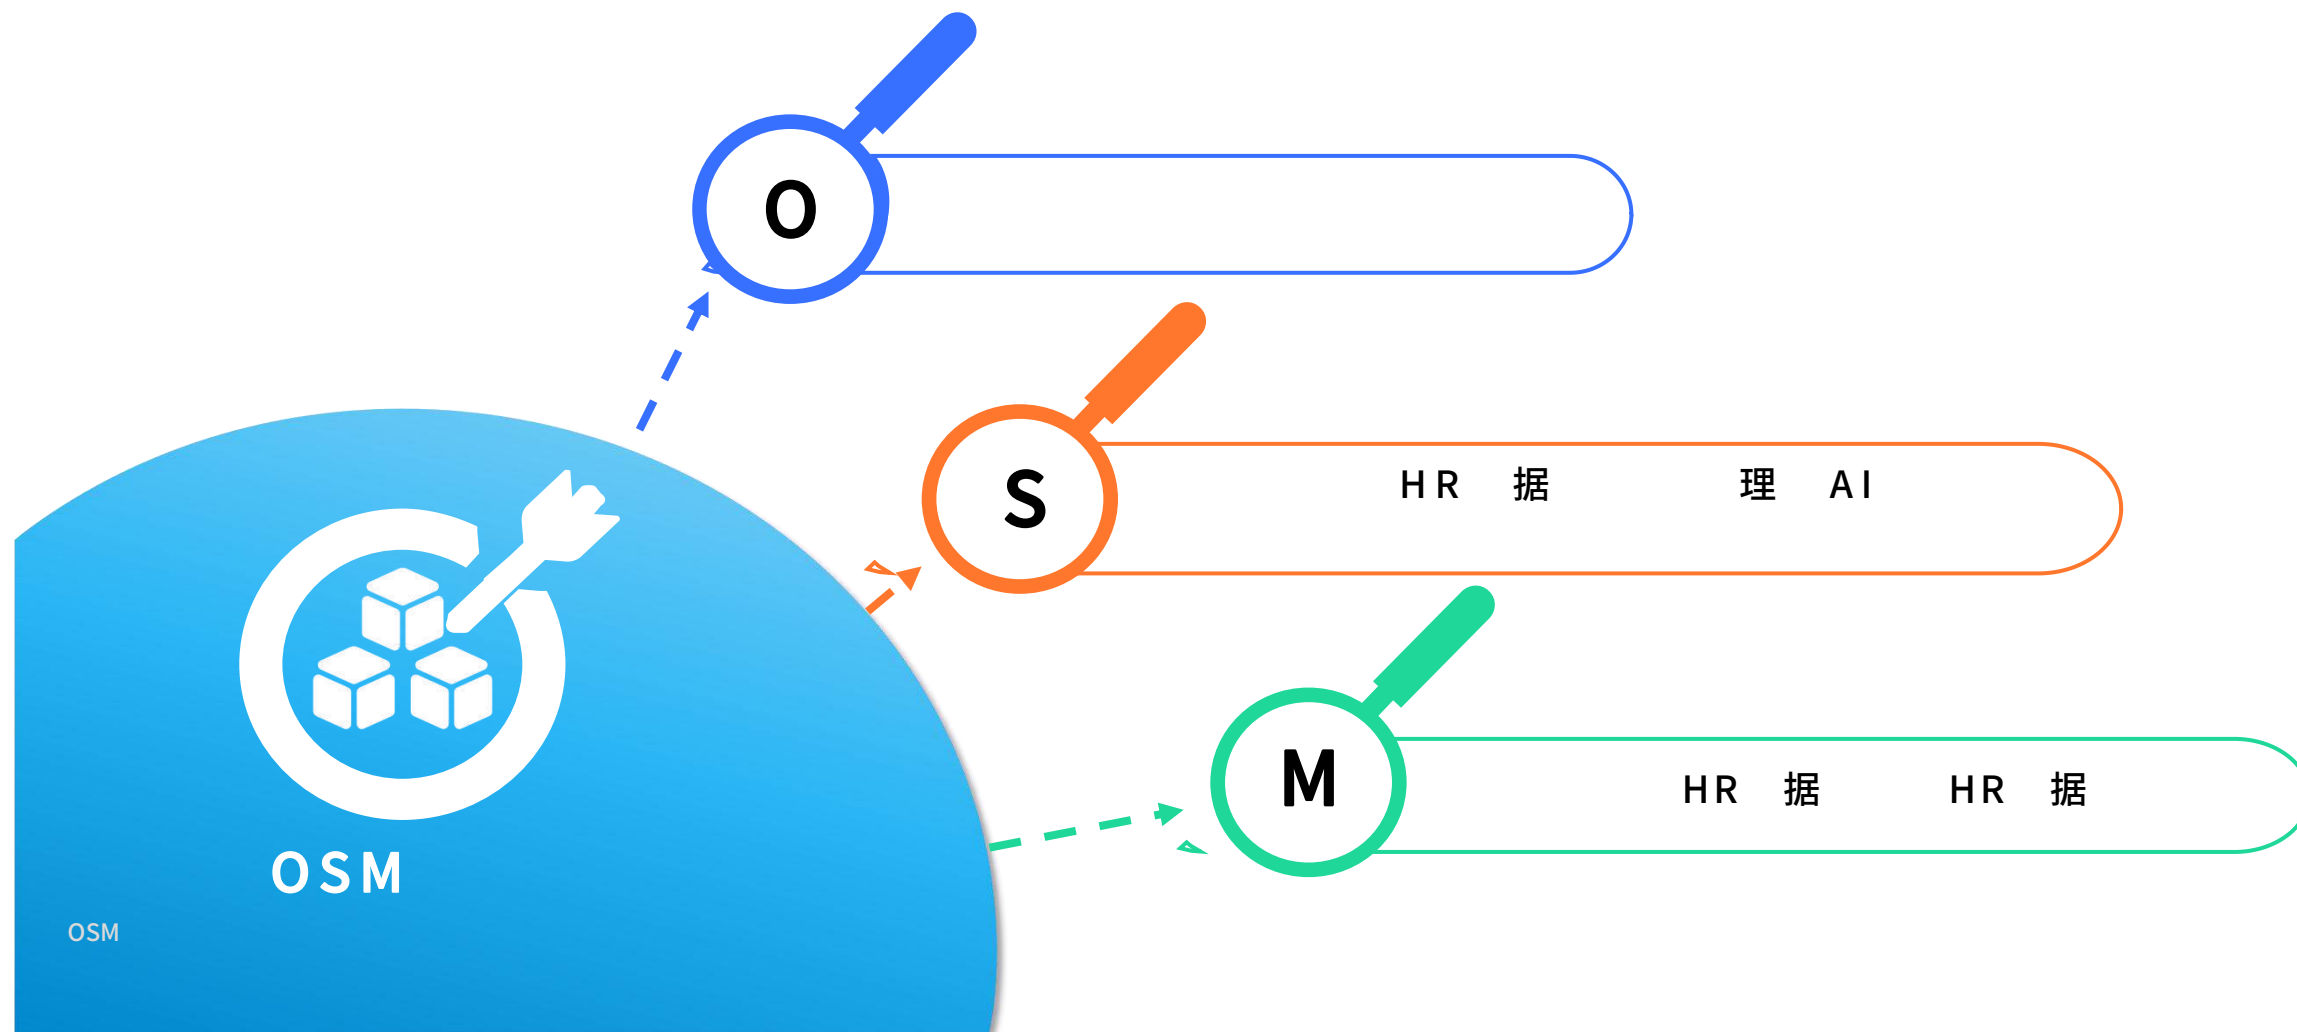 O
S
HR 据 理 AI
M
HR 据 HR 据
OSM
OSM